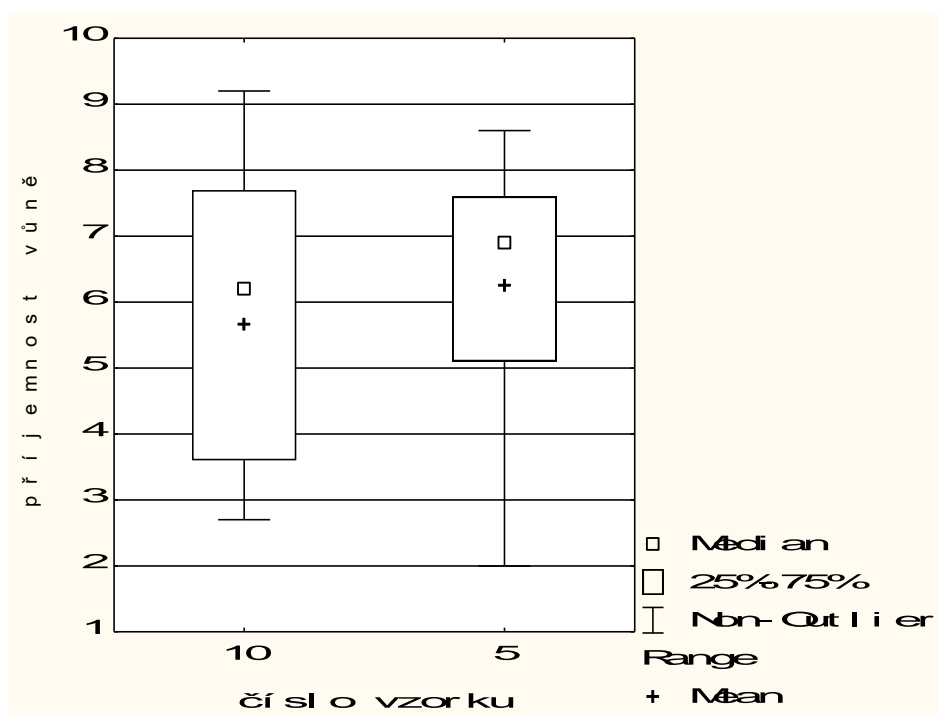 10
9
8
7
6
5
4
3
2
1
příjemnost vůně
10 5
číslo vzorku
Median
25%-75%
Non-Outlier
Range
Mean